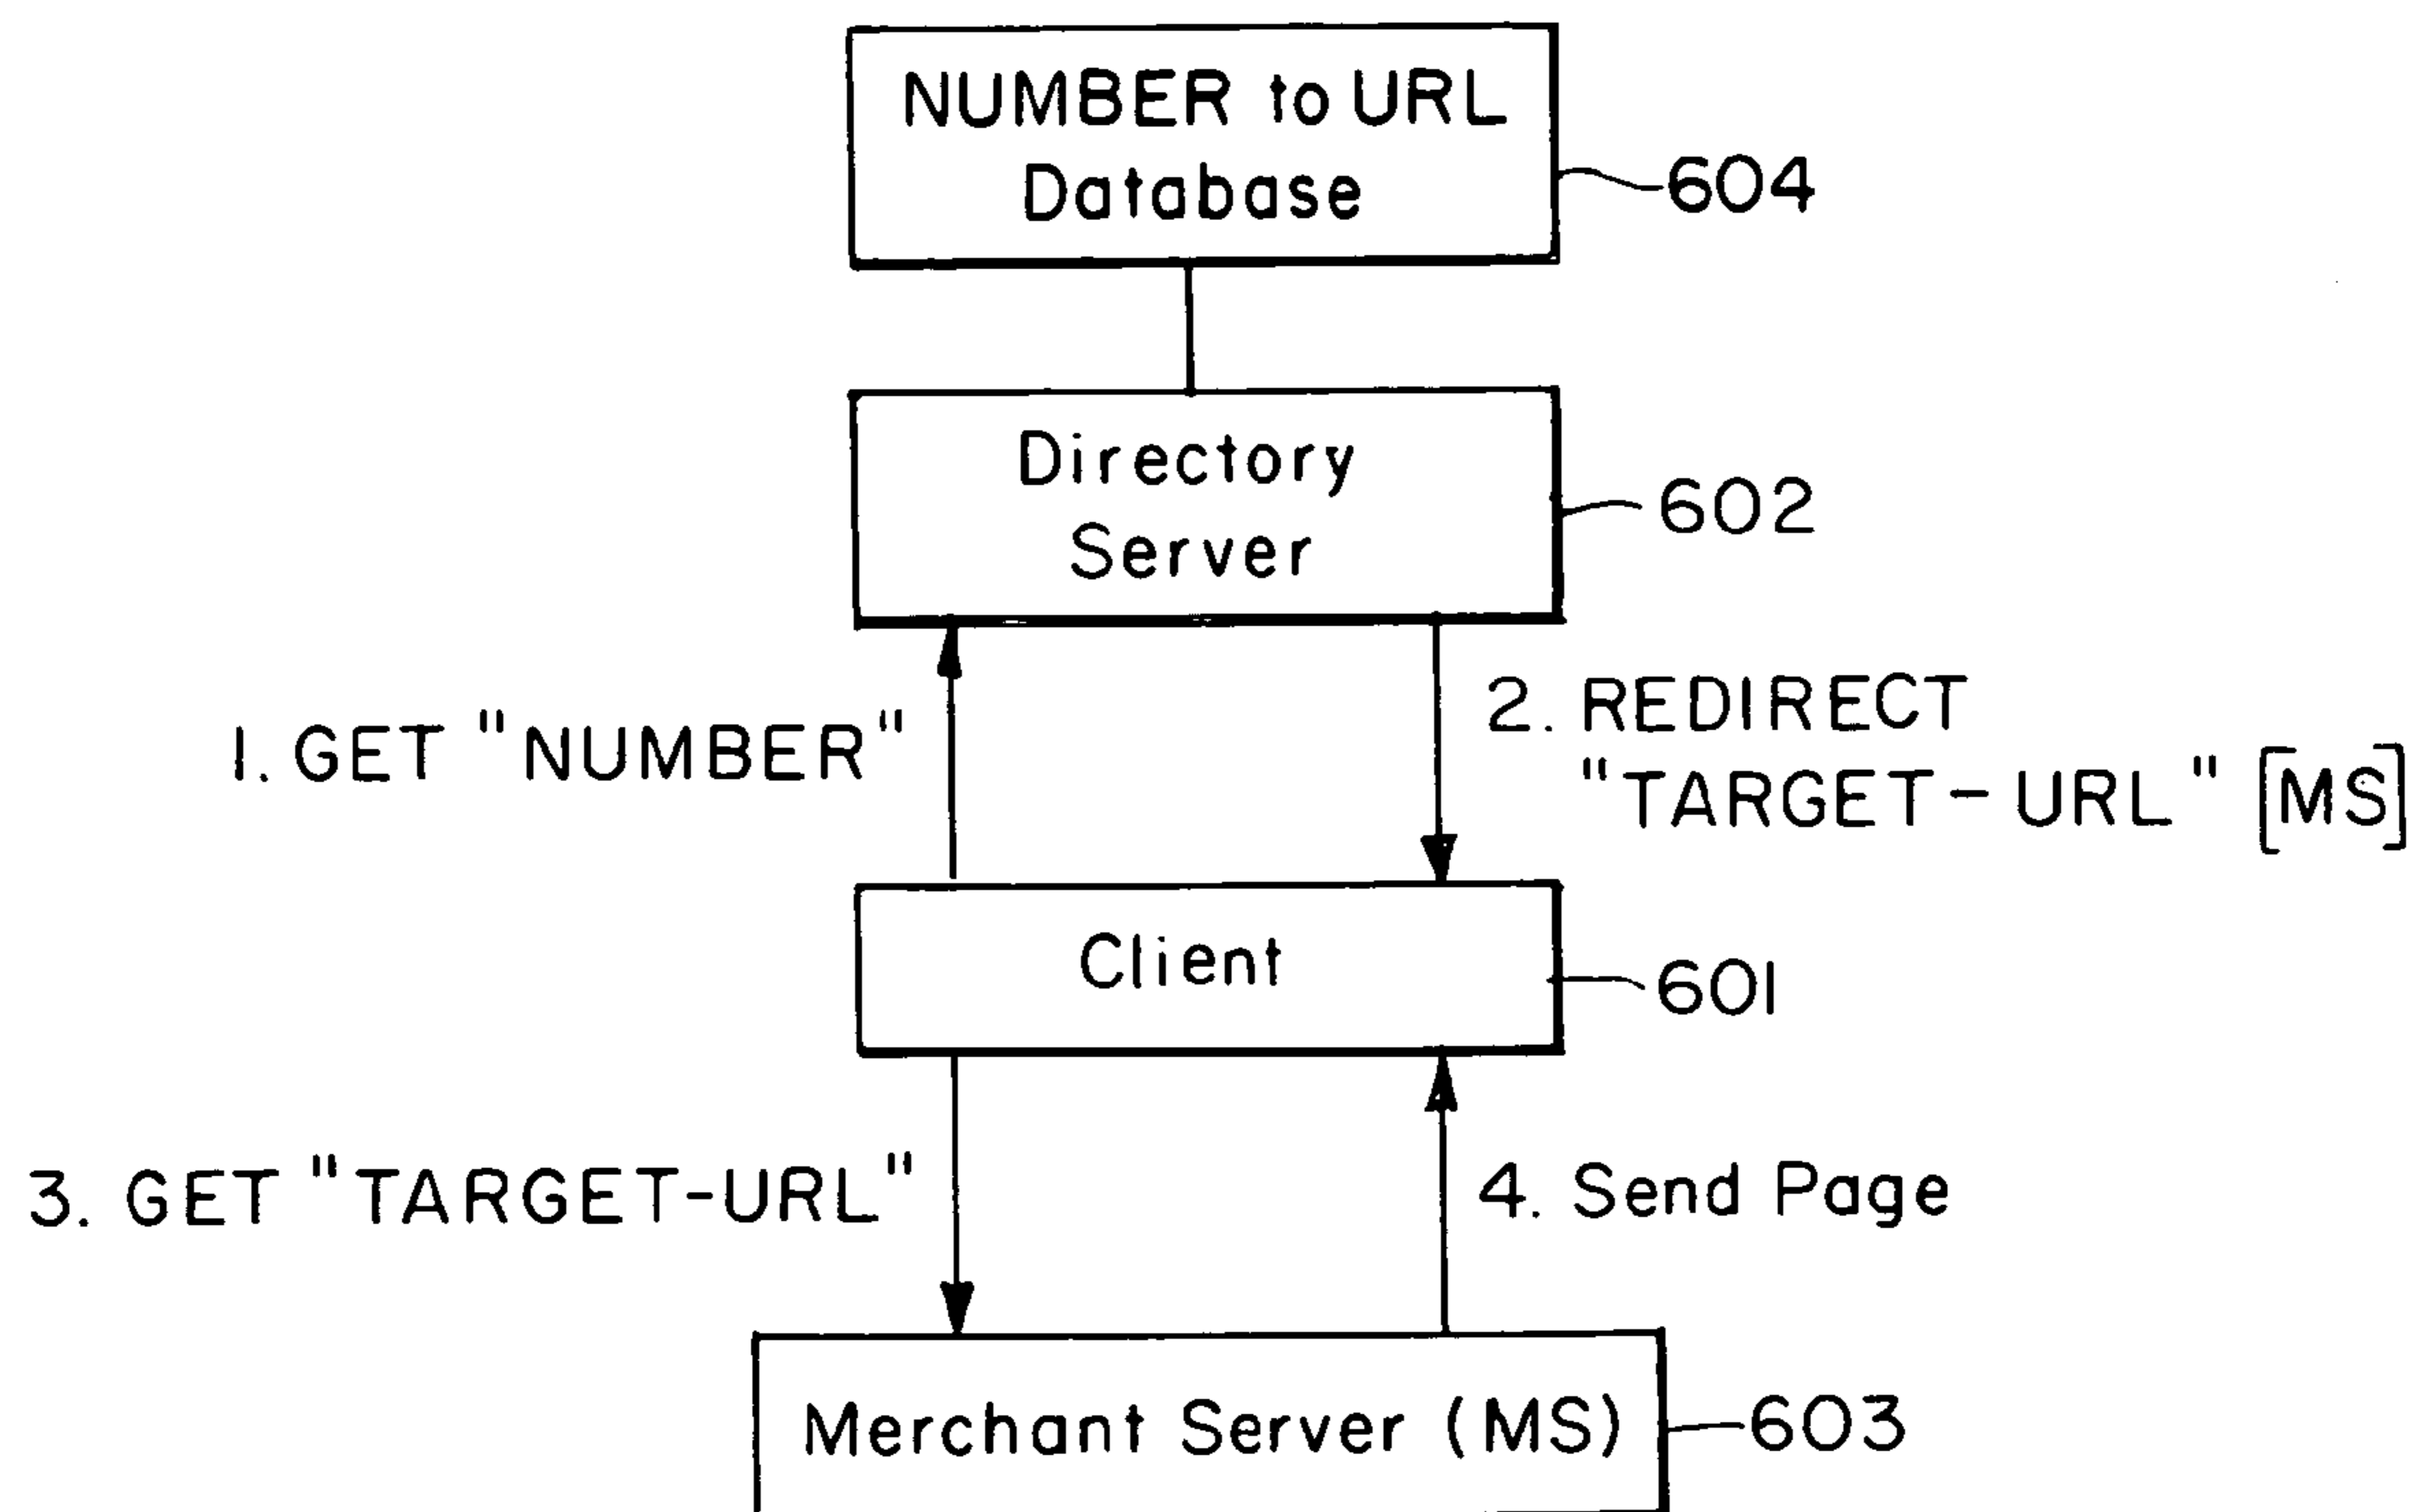 NUMBER to URL
Database
604
Directory
Server
602
1. GET "NUMBER"
2. REDIRECT
"TARGET-URL" [MS]
Client
601
3. GET "TARGET-URL"
4. Send Page
Merchant Server (MS)
603